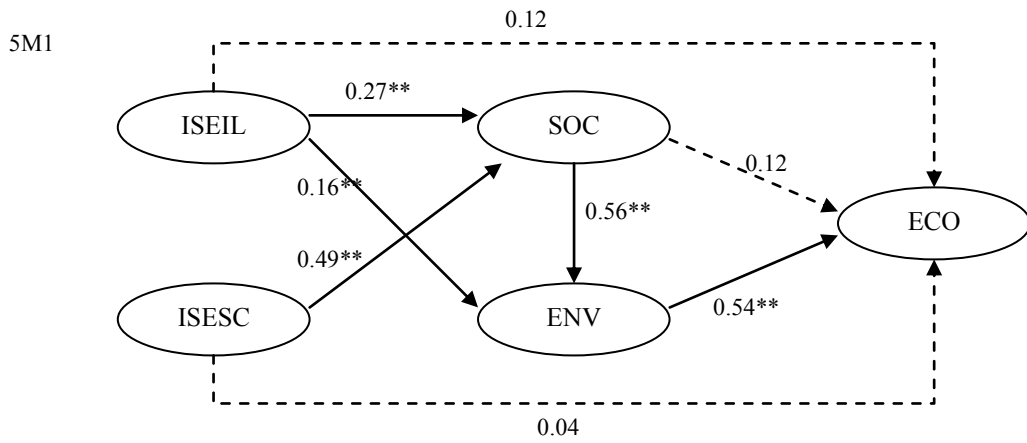 0.12
5M1
0.27**
ISEIL
SOC
0.12
0.16**
0.56**
ECO
0.49**
ISESC
ENV
0.54**
0.04